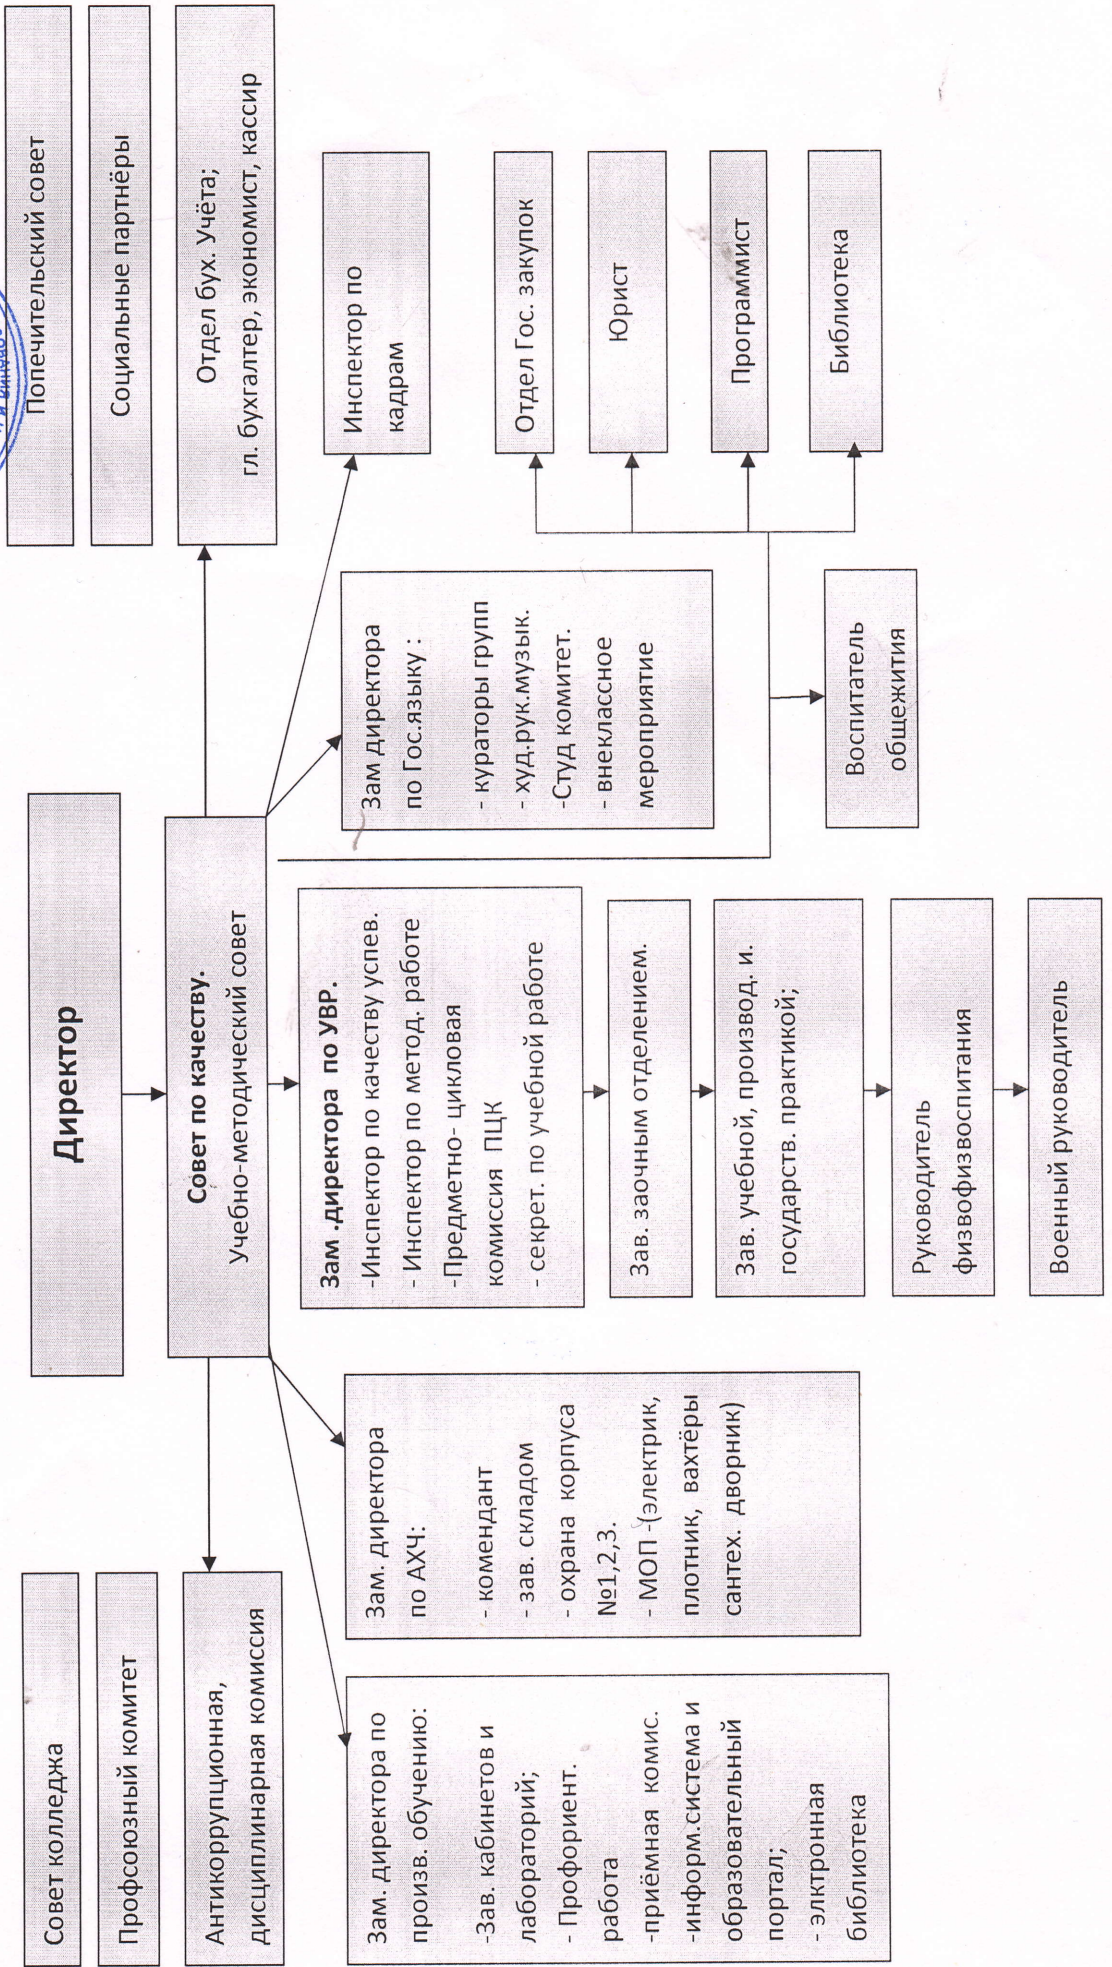 Директор
Совет колледжа
Профсоюзный комитет
Антикоррупционная,
дисциплинарная комиссия
Совет по качеству.
Учебно-методический совет
Попечительский совет
Социальные партнёры
Отдел бух. Учёта;
гл. бухгалтер, экономист, кассир
Зам. директора по
произв. обучению:
-Зав. кабинетов и
лабораторий;
- Профориент.
работа
-приёмная комис.
-информ.система и
образовательный
портал;
- элктронная
библиотека
Зам. директора
по АХЧ:
- комендант
- зав. складом
- охрана корпуса
№1,2,3.
- МОП -(электрик,
плотник, вахтёры
сантех. дворник)
Зам .директора по УВР.
-Инспектор по качеству успев.
- Инспектор по метод. работе
-Предметно- цикловая
комиссия ПЦК
- секрет. по учебной работе
Зав. заочным отделением.
Зав. учебной, производ. и.
государств. практикой;
Руководитель
физвофизвоспитания
Военный руководитель
Зам директора
по Гос.языку :
- кураторы групп
- худ.рук.музык.
-Студ комитет.
- внеклассное
мероприятие
Воспитатель
общежития
Инспектор по
кадрам
Отдел Гос. закупок
Юрист
Программист
Библиотека